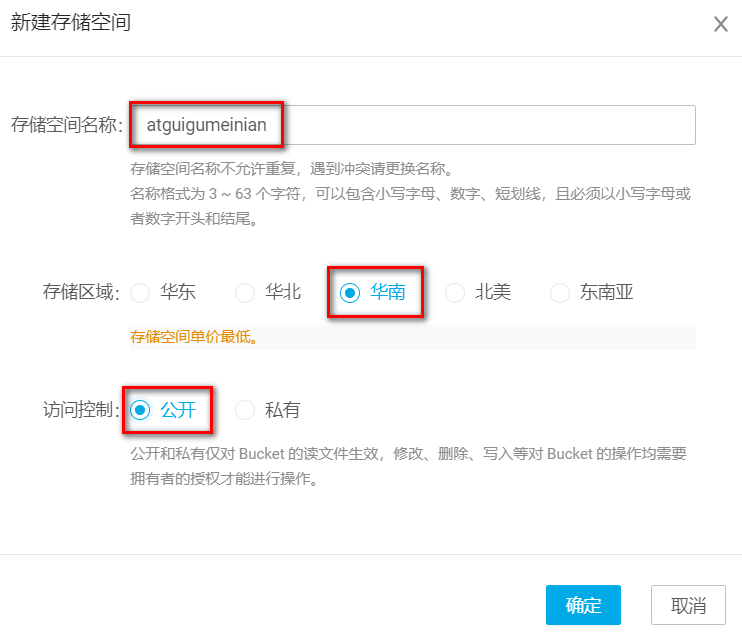 新建存储空间
存储空间名称: atguigumeinian
存储空间名称不允许重复，遇到冲突请更换名称。
名称格式为 3 ~ 63 个字符，可以包含小写字母、数字、短划线，且必须以小写字母或
者数字开头和结尾。
存储区域: 华东 华北 华南 北美 东南亚
存储空间单价最低。
访问控制: 公开 私有
公开和私有仅对 Bucket 的读文件生效，修改、删除、写入等对 Bucket 的操作均需要
拥有者的授权才能进行操作。
确定 取消